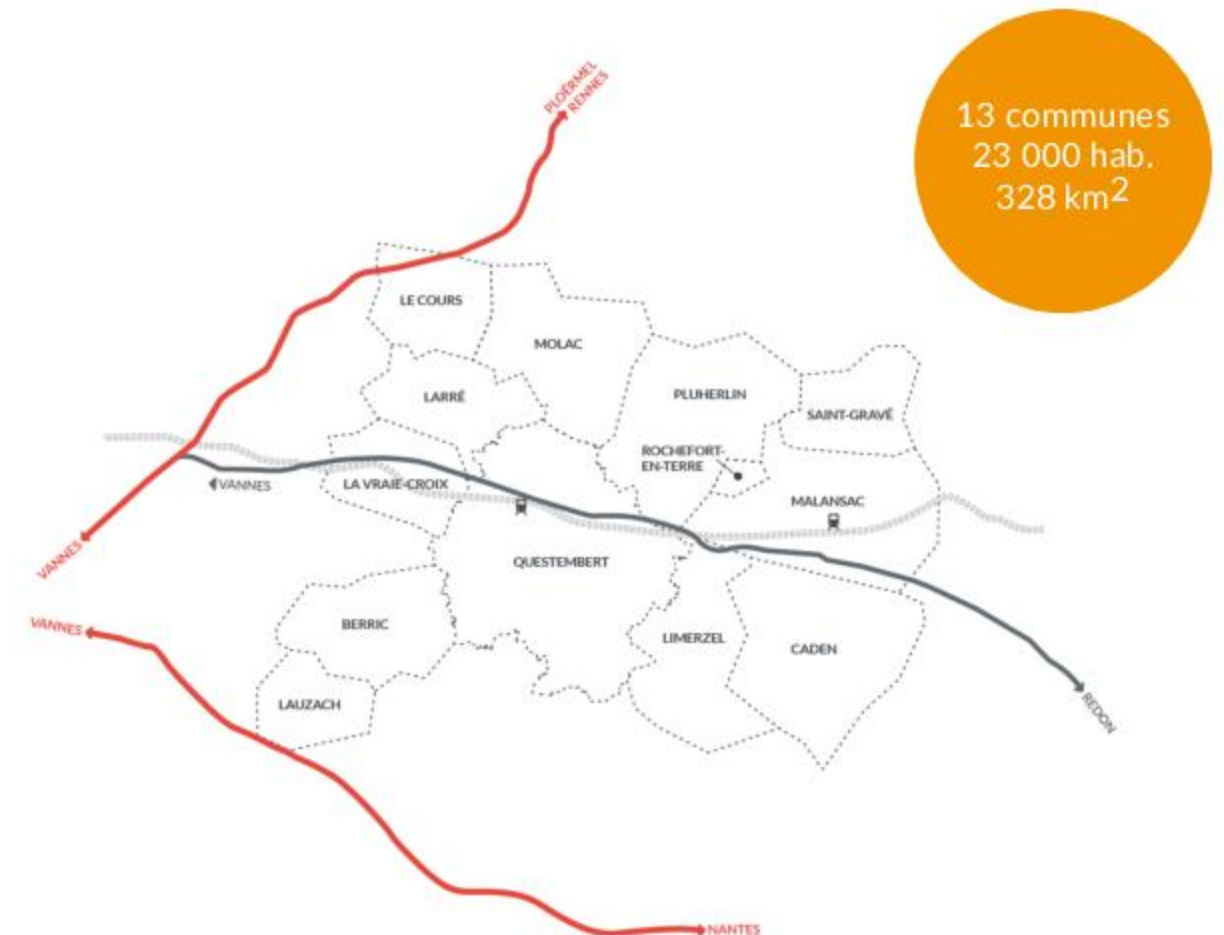 PLOËRMEL
RENNES
13 communes
23 000 hab.
328 km2
LE COURS
MOLAC
LARRÉ
PLUHERLIN
SAINT-GRAVÉ
ROCHEFORT-
EN-TERRE
VANNES
LA VRAIE-CROIX
MALANSAC
VANNES
QUESTEMBERT
VANNES
BERRIC
LIMERZEL
CADEN
LAUZACH
REDON
NANTES